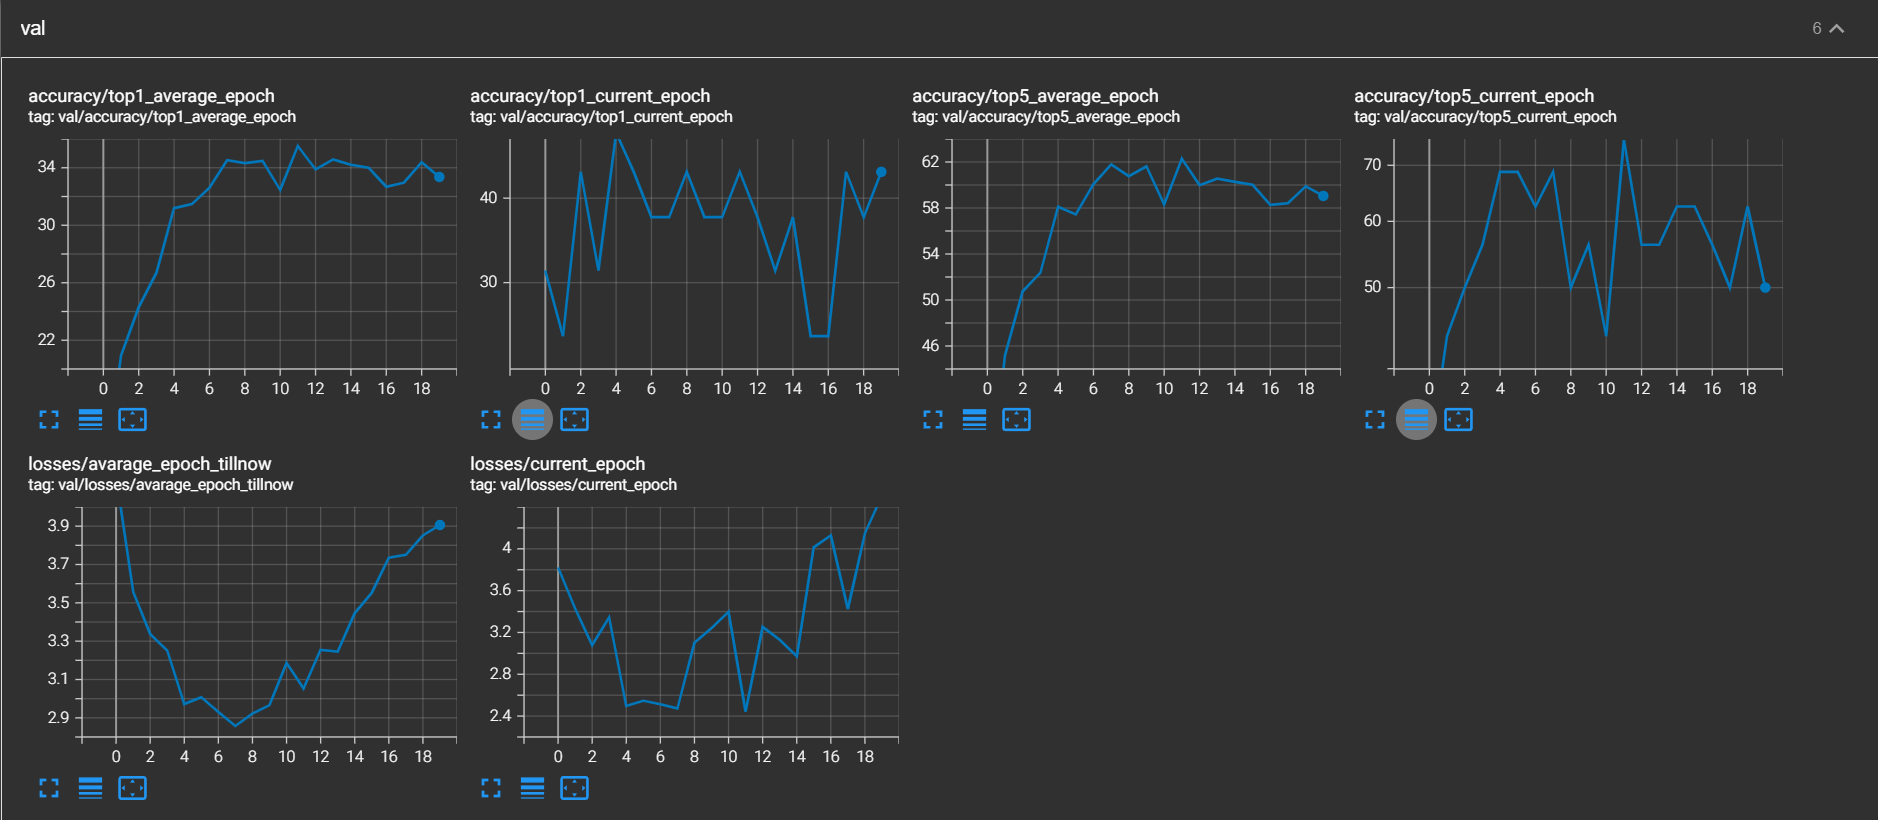 val
6
accuracy/top1_average_epoch
tag: val/accuracy/top1_average_epoch
34
30
26
22
0 2 4 6 8 10 12 14 16 18
accuracy/top1_current_epoch
tag: val/accuracy/top1_current_epoch
40
30
0 2 4 6 8 10 12 14 16 18
accuracy/top5_average_epoch
tag: val/accuracy/top5_average_epoch
62
58
54
50
46
0 2 4 6 8 10 12 14 16 18
accuracy/top5_current_epoch
tag: val/accuracy/top5_current_epoch
70
60
50
0 2 4 6 8 10 12 14 16 18
losses/avarage_epoch_tillnow
tag: val/losses/avarage_epoch_tillnow
3.9
3.7
3.5
3.3
3.1
2.9
0 2 4 6 8 10 12 14 16 18
losses/current_epoch
tag: val/losses/current_epoch
4
3.6
3.2
2.8
2.4
0 2 4 6 8 10 12 14 16 18